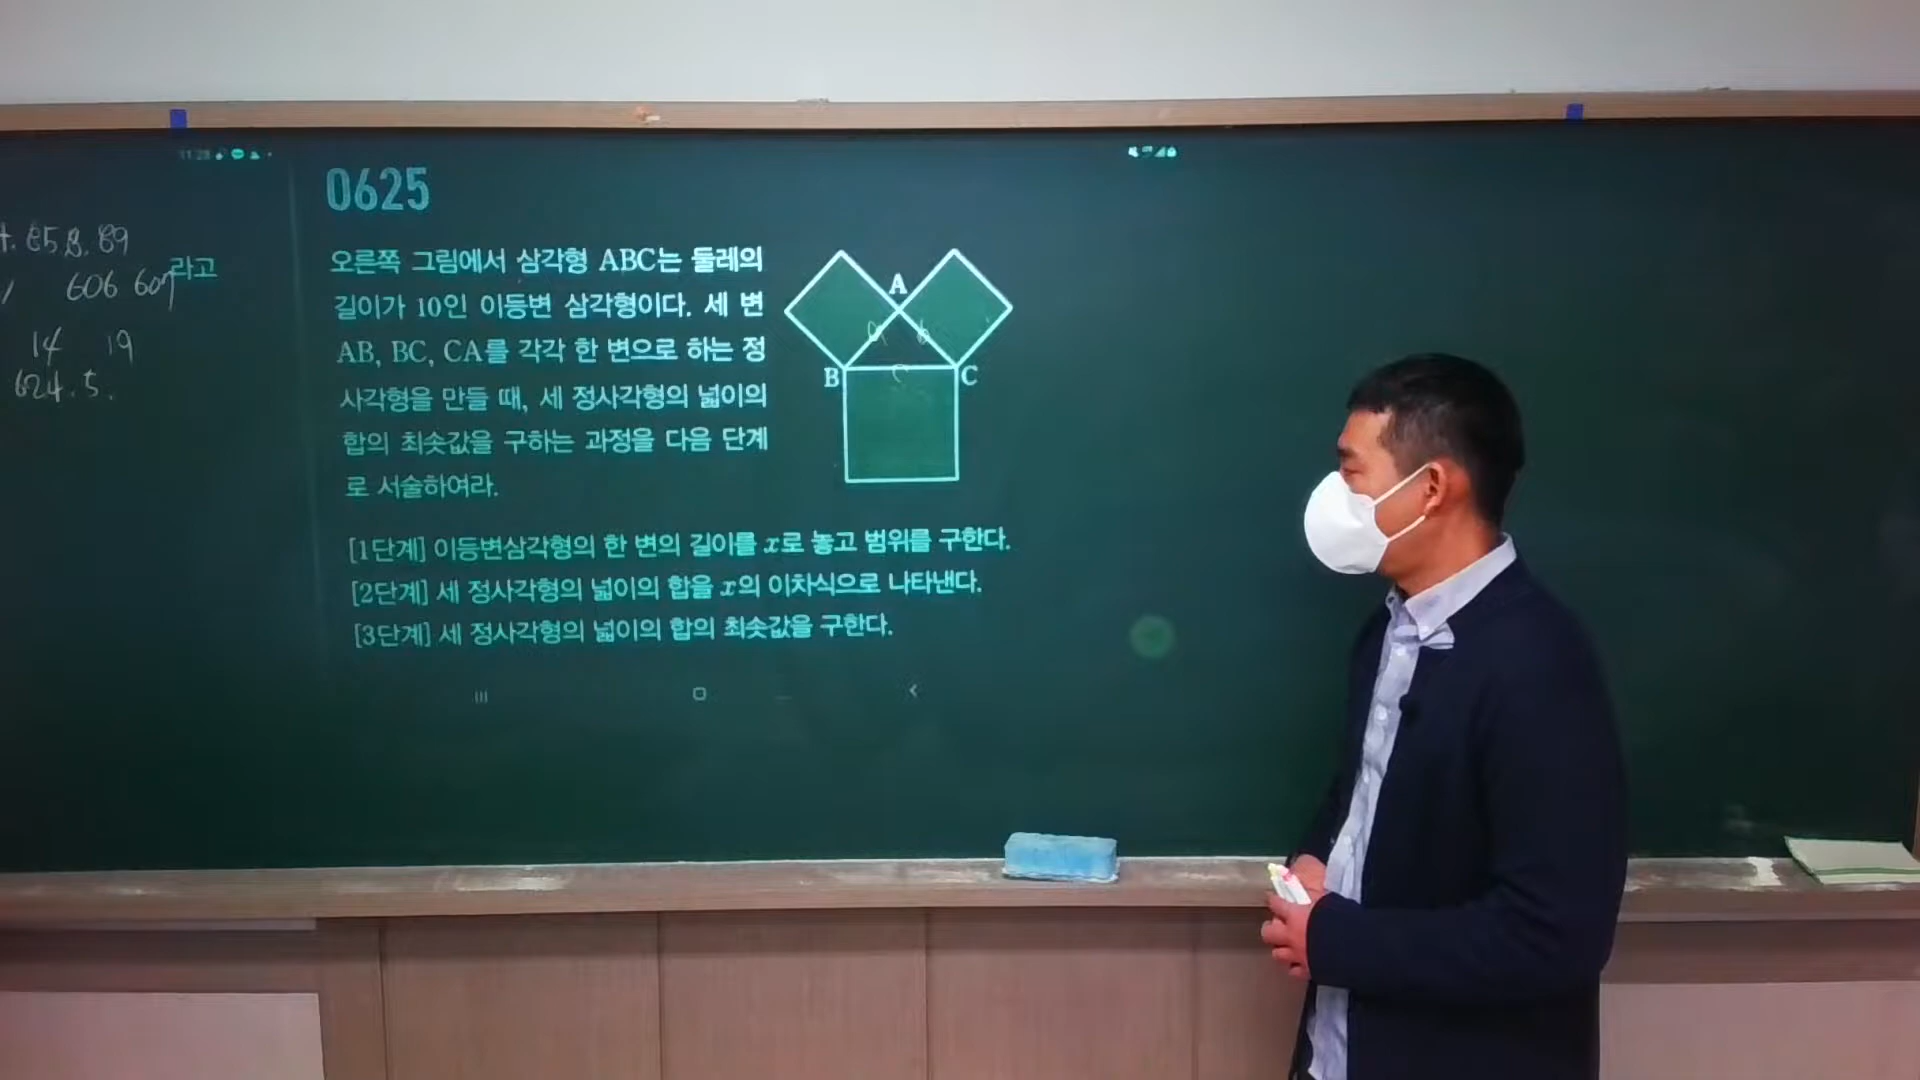 11:28
658. 89
606 607
14 19
624. 5.
라고
0625
오른쪽 그림에서 삼각형 ABC는 둘레의
길이가 10인 이등변 삼각형이다. 세 변
AB, BC, CA를 각각 한 변으로 하는 정
사각형을 만들 때, 세 정사각형의 넓이의
합의 최솟값을 구하는 과정을 다음 단계
로 서술하여라.
A
B
C
[1단계] 이등변삼각형의 한 변의 길이를 x로 놓고 범위를 구한다.
[2단계] 세 정사각형의 넓이의 합을 x의 이차식으로 나타낸다.
[3단계] 세 정사각형의 넓이의 합의 최솟값을 구한다.